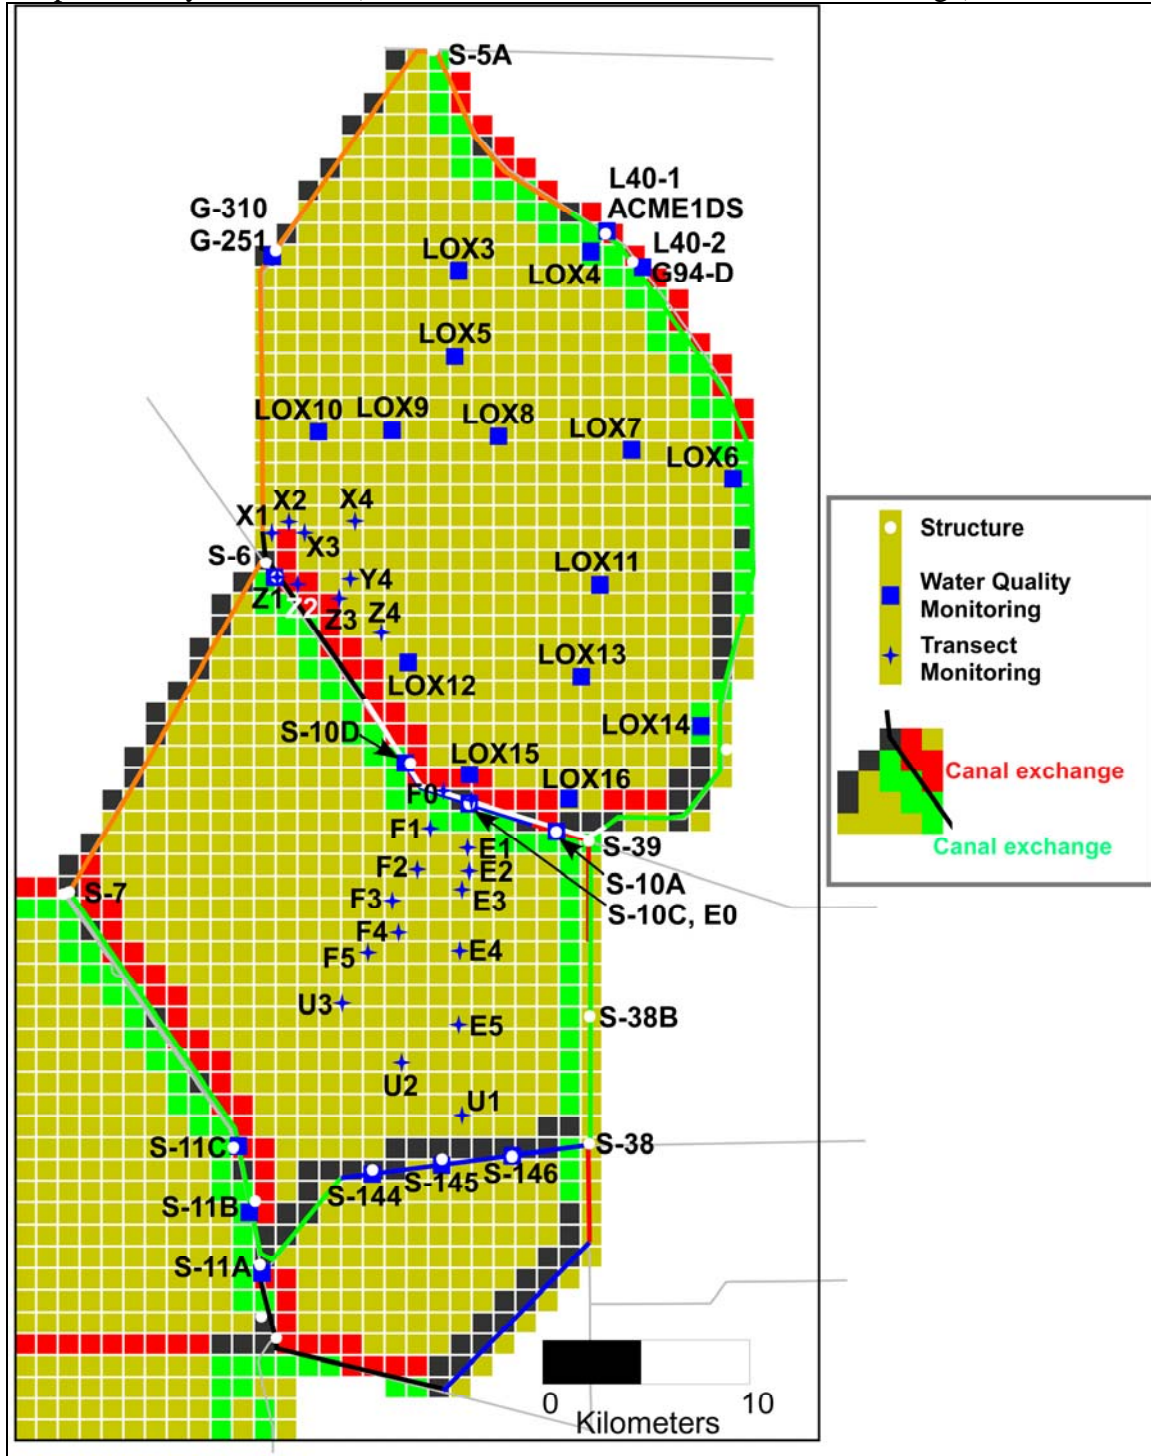 S-5A
L40-1
ACME1DS
G-310
G-251
L40-2
G94-D
LOX3
LOX4
LOX5
LOX10
LOX9
LOX8
LOX7
LOX6
X1
X2
X4
X3
S-6
LOX11
Y4
Z1
Z2
Z3
Z4
LOX13
LOX12
LOX14
S-10D
LOX15
LOX16
F0
F1
E1
S-39
F2
E2
S-10A
S-7
F3
E3
S-10C, E0
F4
F5
E4
U3
S-38B
E5
U2
U1
S-11C
S-38
S-144
S-145
S-146
S-11B
S-11A
0 10
Kilometers
Structure
Water Quality
Monitoring
Transect
Monitoring
Canal exchange
Canal exchange